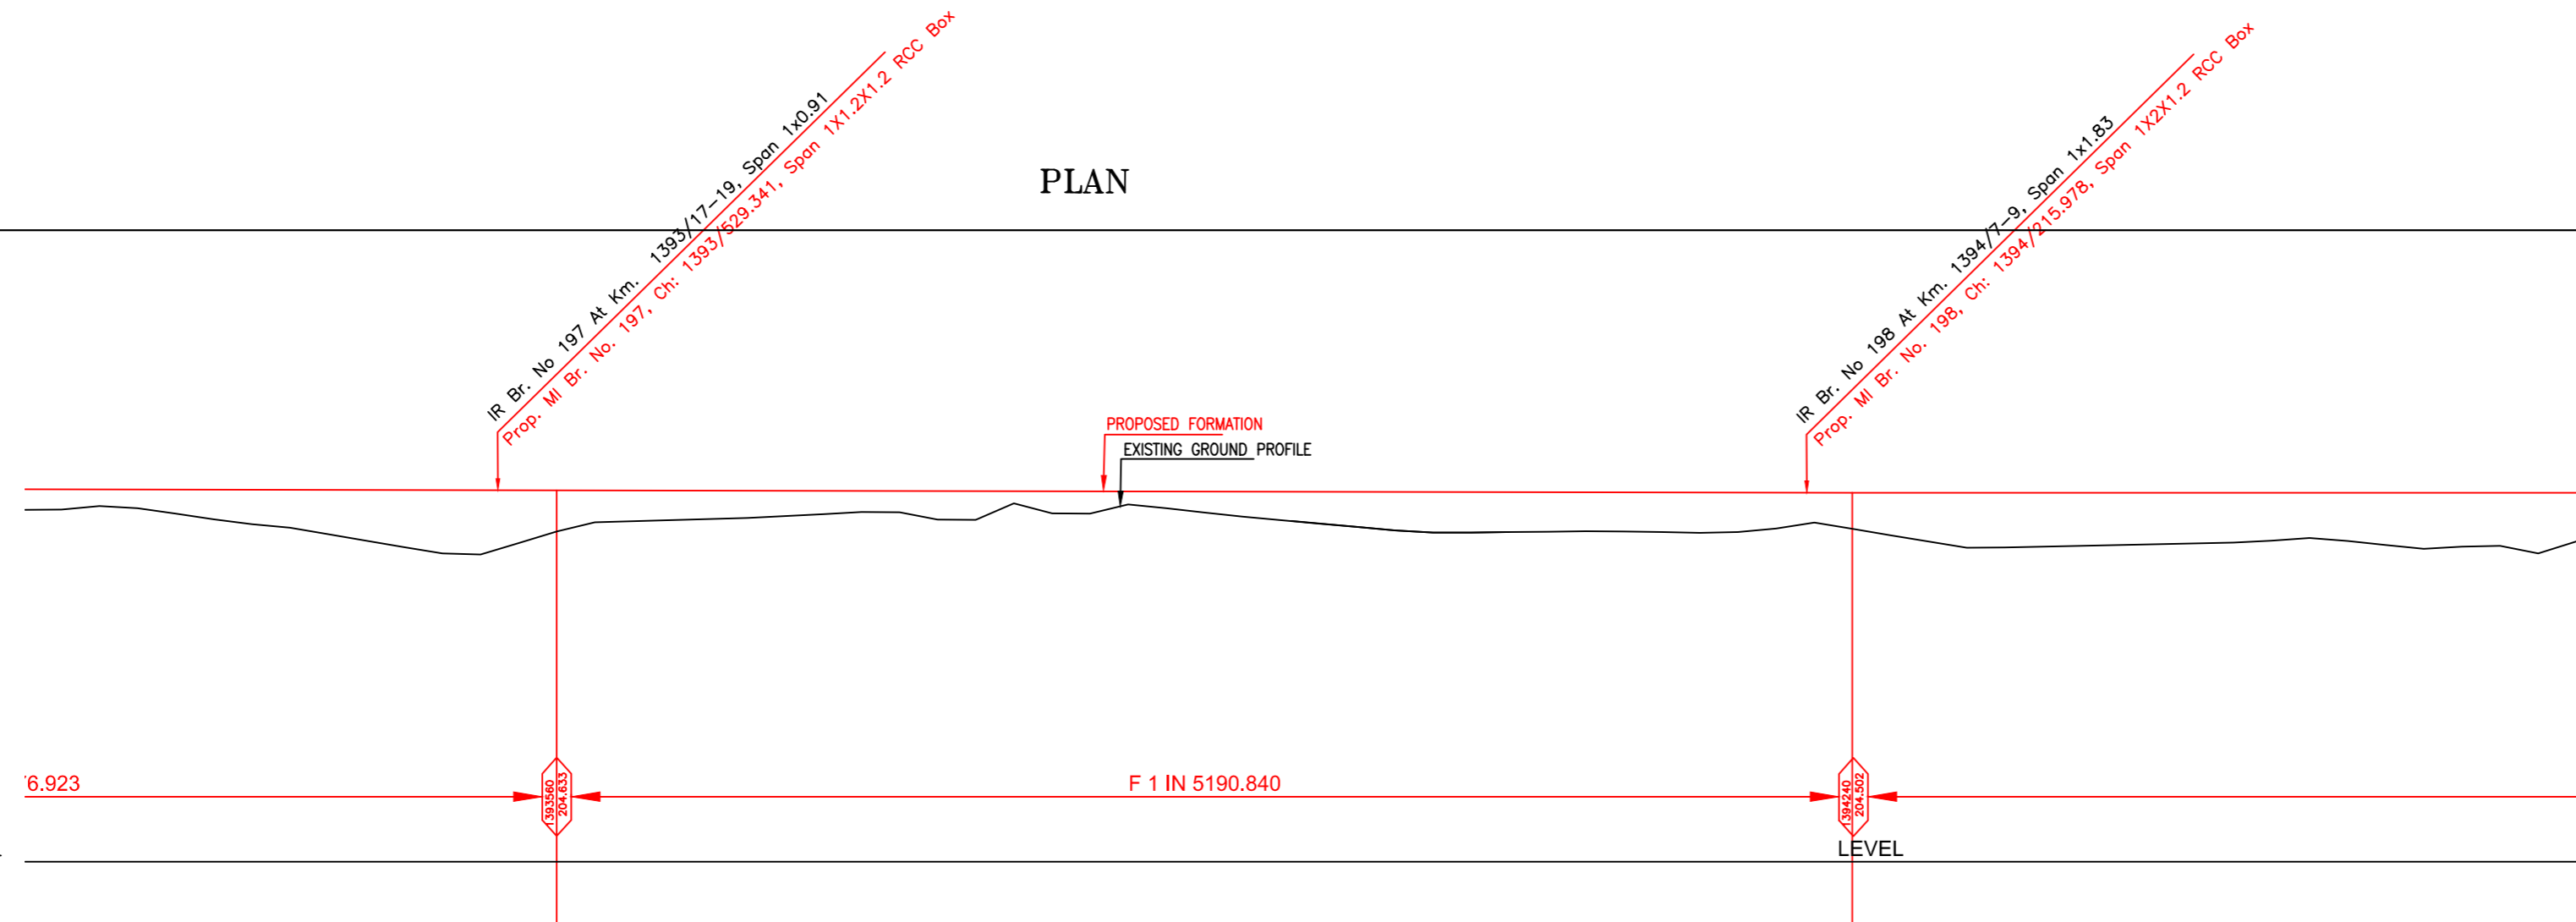 IR Br. No 197 At Km. 1393/17-19, Span 1x0.91
Prop. MI Br. No. 197, Ch: 1393/529.341, Span 1X1.2X1.2 RCC Box
PLAN
IR Br. No 198 At Km. 1394/7-9, Span 1x1.83
Prop. MI Br. No. 198, Ch: 1394/215.978, Span 1X2X1.2 RCC Box
PROPOSED FORMATION
EXISTING GROUND PROFILE
6.923
1393560
204.633
F 1 IN 5190.840
1394240
204.502
LEVEL